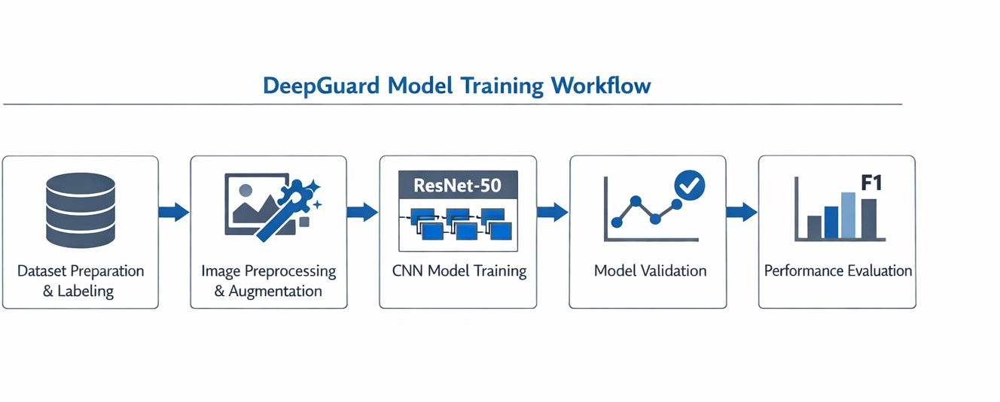 DeepGuard Model Training Workflow
ResNet-50
F1
Dataset Preparation
& Labeling
Image Preprocessing
& Augmentation
CNN Model Training
Model Validation
Performance Evaluation